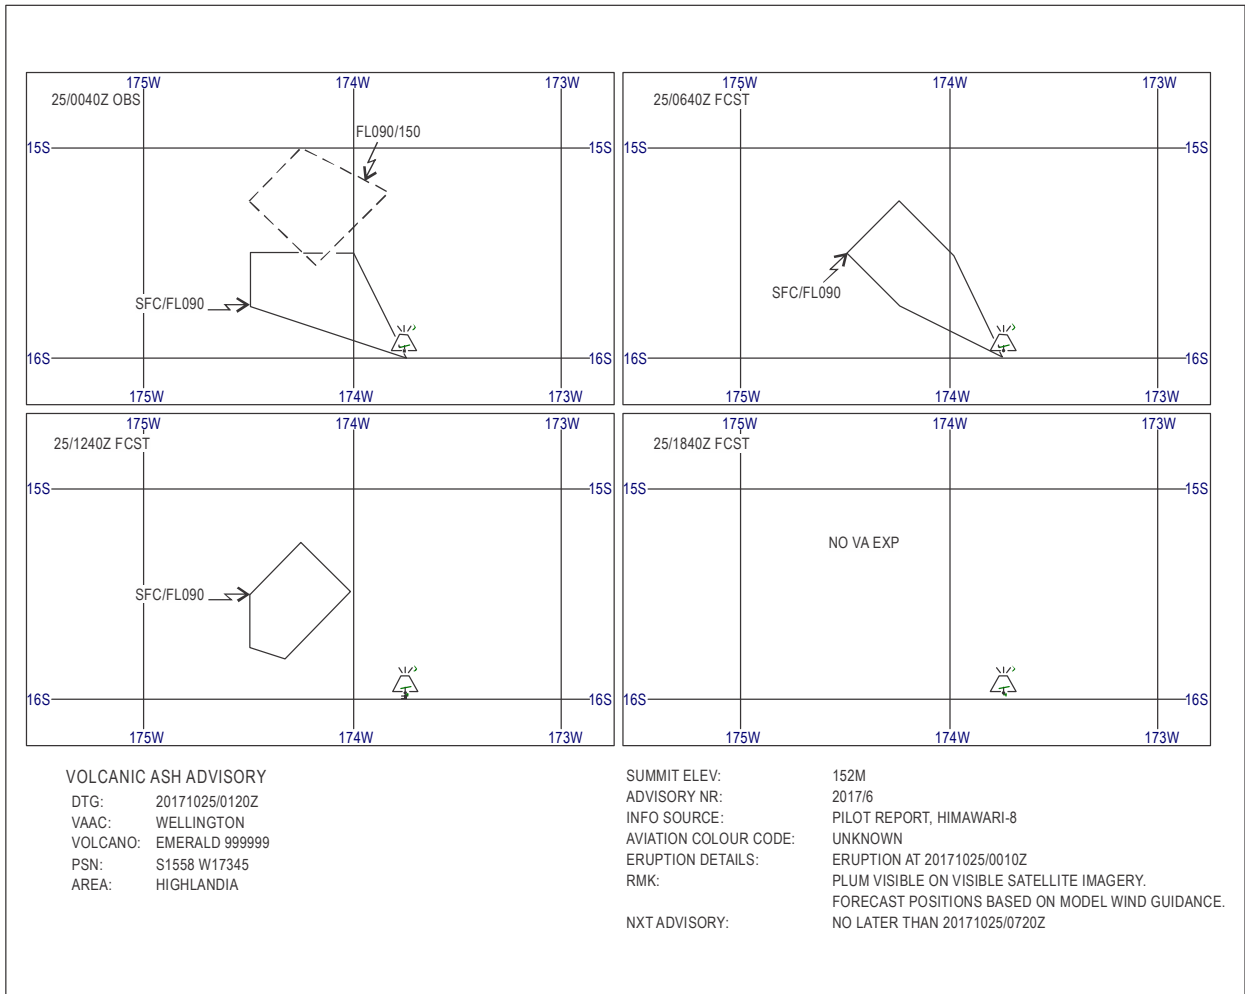 175W 174W 173W
25/0040Z OBS
FL090/150
15S 15S
SFC/FL090
16S 16S
175W 174W 173W
175W 174W 173W
25/0640Z FCST
15S 15S
SFC/FL090
16S 16S
175W 174W 173W
175W 174W 173W
25/1240Z FCST
15S 15S
SFC/FL090
16S 16S
175W 174W 173W
175W 174W 173W
25/1840Z FCST
15S 15S
NO VA EXP
16S 16S
175W 174W 173W
VOLCANIC ASH ADVISORY
DTG: 20171025/0120Z
VAAC: WELLINGTON
VOLCANO: EMERALD 999999
PSN: S1558 W17345
AREA: HIGHLANDIA
SUMMIT ELEV: 152M
ADVISORY NR: 2017/6
INFO SOURCE: PILOT REPORT, HIMAWARI-8
AVIATION COLOUR CODE: UNKNOWN
ERUPTION DETAILS: ERUPTION AT 20171025/0010Z
RMK: PLUM VISIBLE ON VISIBLE SATELLITE IMAGERY.
FORECAST POSITIONS BASED ON MODEL WIND GUIDANCE.
NXT ADVISORY: NO LATER THAN 20171025/0720Z